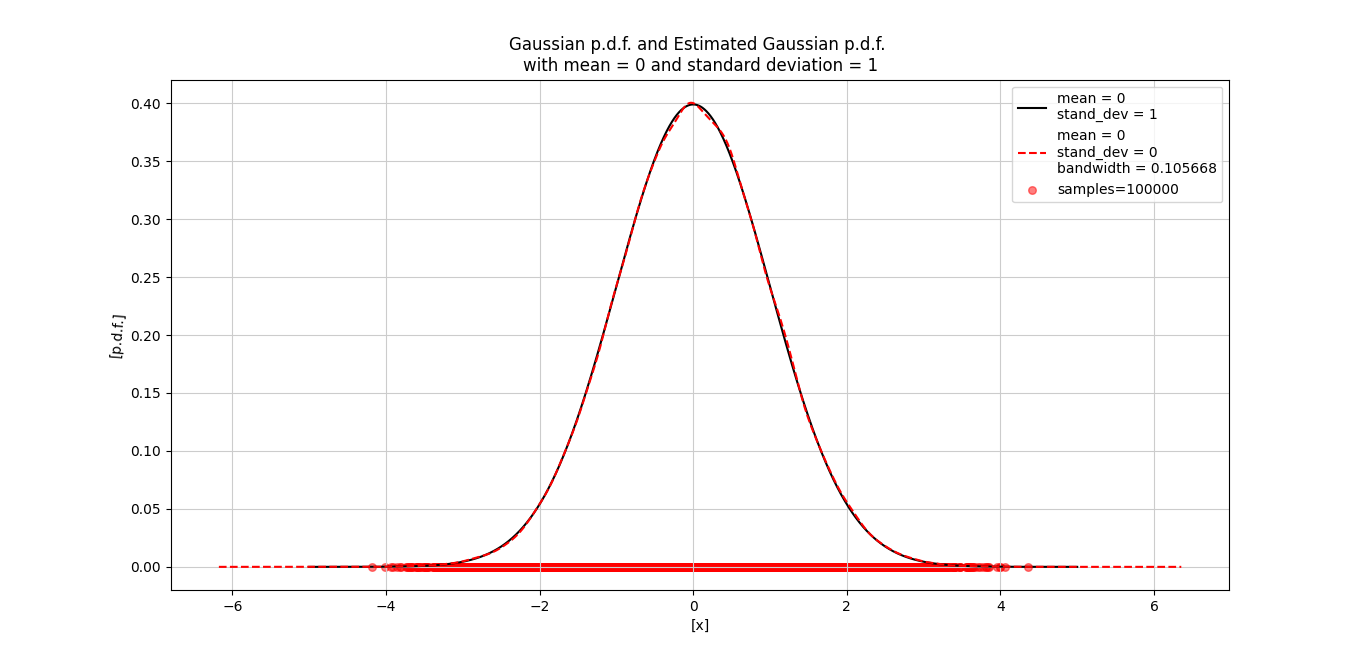 Gaussian p.d.f. and Estimated Gaussian p.d.f.
with mean = 0 and standard deviation = 1
mean = 0
stand_dev = 1
mean = 0
stand_dev = 0
bandwidth = 0.105668
samples=100000
0.40
0.35
0.30
0.25
0.20
0.15
0.10
0.05
0.00
[p.d.f.]
−6
−4
−2
0
2
4
6
[x]